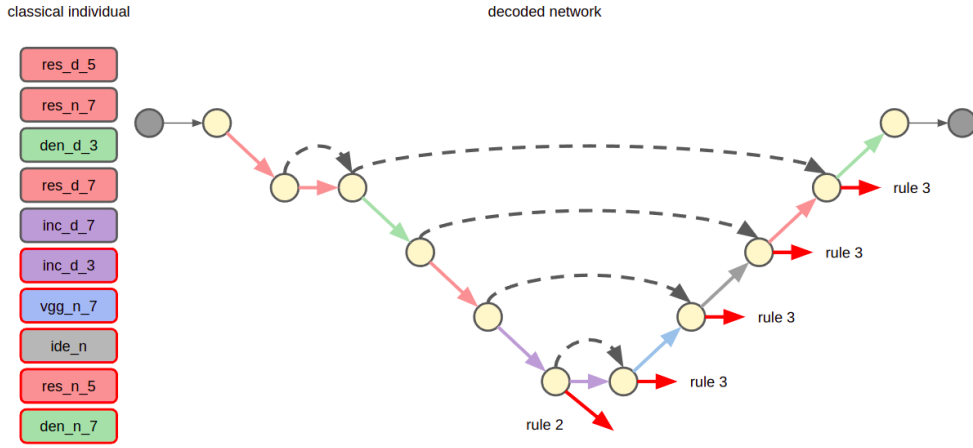 classical individual
decoded network
res_d_5
res_n_7
den_d_3
res_d_7
inc_d_7
inc_d_3
vgg_n_7
ide_n
res_n_5
den_n_7
rule 3
rule 3
rule 3
rule 3
rule 2